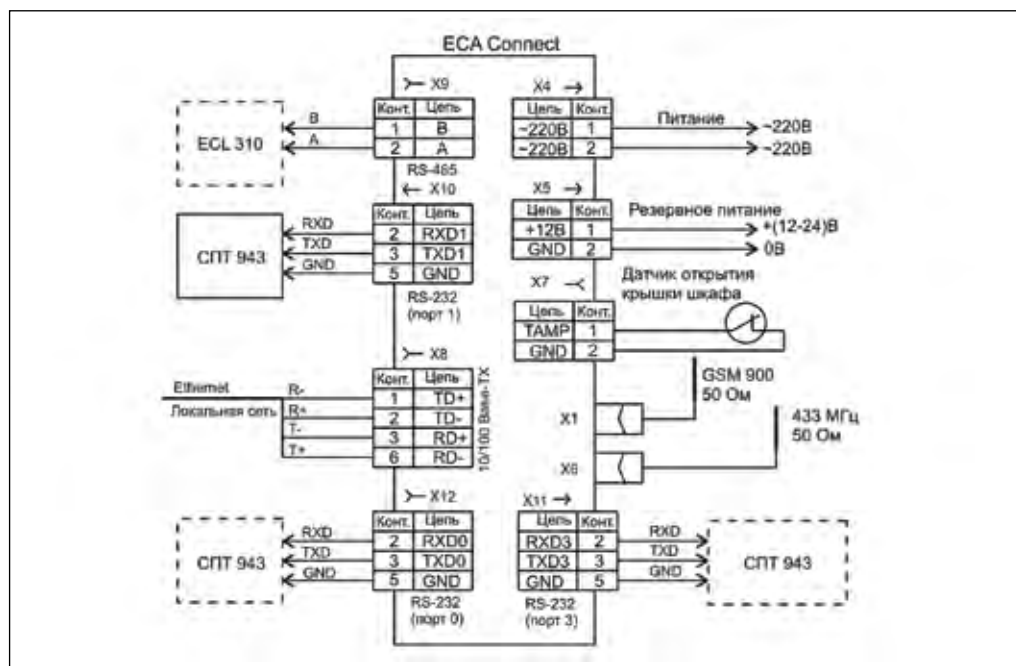 ECA Connect
X9
Конт. Цепь
1 B
2 A
RS-485
B
A
ECL 310
X10
Конт. Цепь
2 RXD1
3 TXD1
5 GND
RS-232
(порт 1)
RXD
TXD
GND
СПТ 943
X8
Конт. Цепь
1 TD+
2 TD-
3 RD+
6 RD-
10/100 Base-TX
Ethernet
Локальная сеть
R-
R+
T-
T+
X12
Конт. Цепь
2 RXD0
3 TXD0
5 GND
RS-232
(порт 0)
RXD
TXD
GND
СПТ 943
X4
Цепь Конт.
~220В 1
~220В 2
Питание
~220В
~220В
X5
Цепь Конт.
+12В 1
GND 2
Резервное питание
+(12-24)В
0В
X7
Цепь Конт.
TAMP 1
GND 2
Датчик открытия
крышки шкафа
X1
GSM 900
50 Ом
X6
433 МГц
50 Ом
X11
Цепь Конт.
RXD3 2
TXD3 3
GND 5
RS-232
(порт 3)
RXD
TXD
GND
СПТ 943